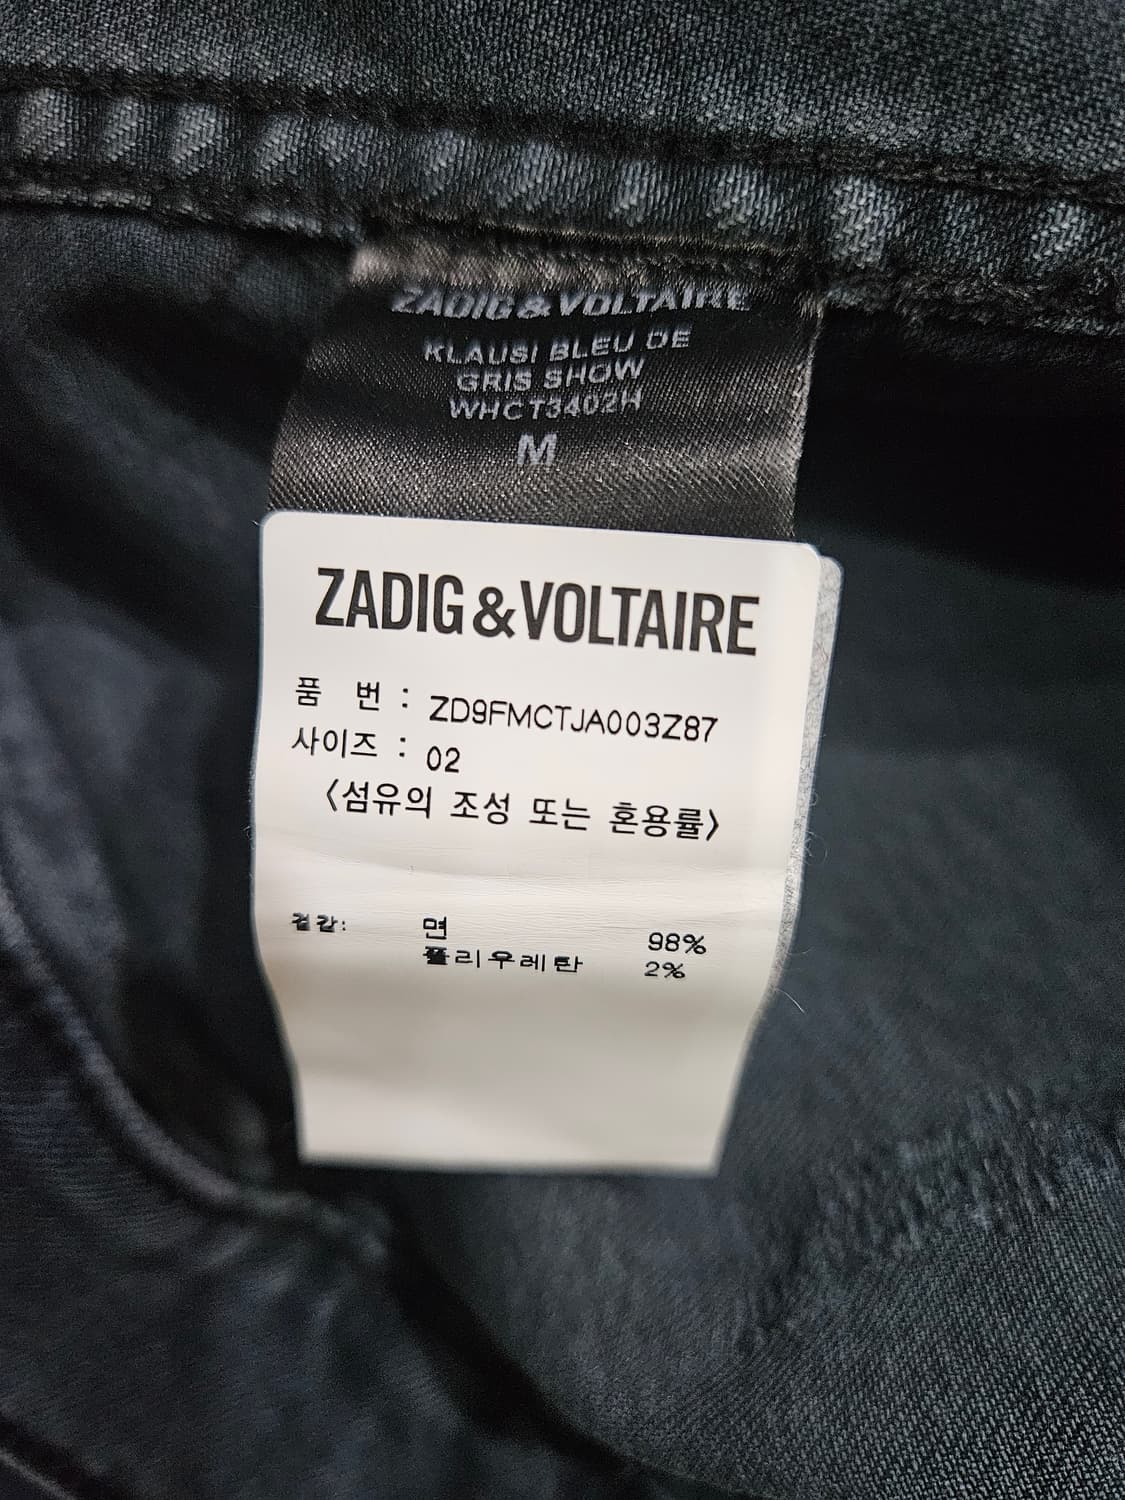 ZADIG&VOLTAIRE
KLAUSI BLEU DE
GRIS SHOW
WHCT3402H
M
ZADIG&VOLTAIRE
품 번 : ZD9FMCTJA003Z87
사이즈 : 02
〈섬유의 조성 또는 혼용률〉
겉감: 면 98%
폴리우레탄 2%